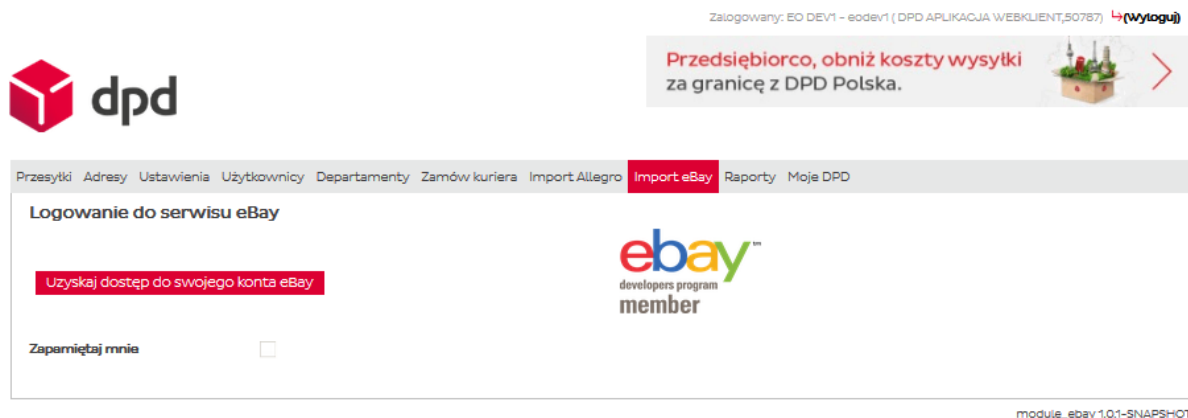 Zalogowany: EO DEV1 - eodev1 ( DPD APLIKACJA WEBKLIENT,50787) (Wyloguj)
Przedsiębiorco, obniż koszty wysyłki
za granicę z DPD Polska.
dpd
Przesyłki Adresy Ustawienia Użytkownicy Departamenty Zamów kuriera Import Allegro Import eBay Raporty Moje DPD
Logowanie do serwisu eBay
ebay™
Uzyskaj dostęp do swojego konta eBay
developers program
member
Zapamiętaj mnie
module_ebay 1.0.1-SNAPSHOT